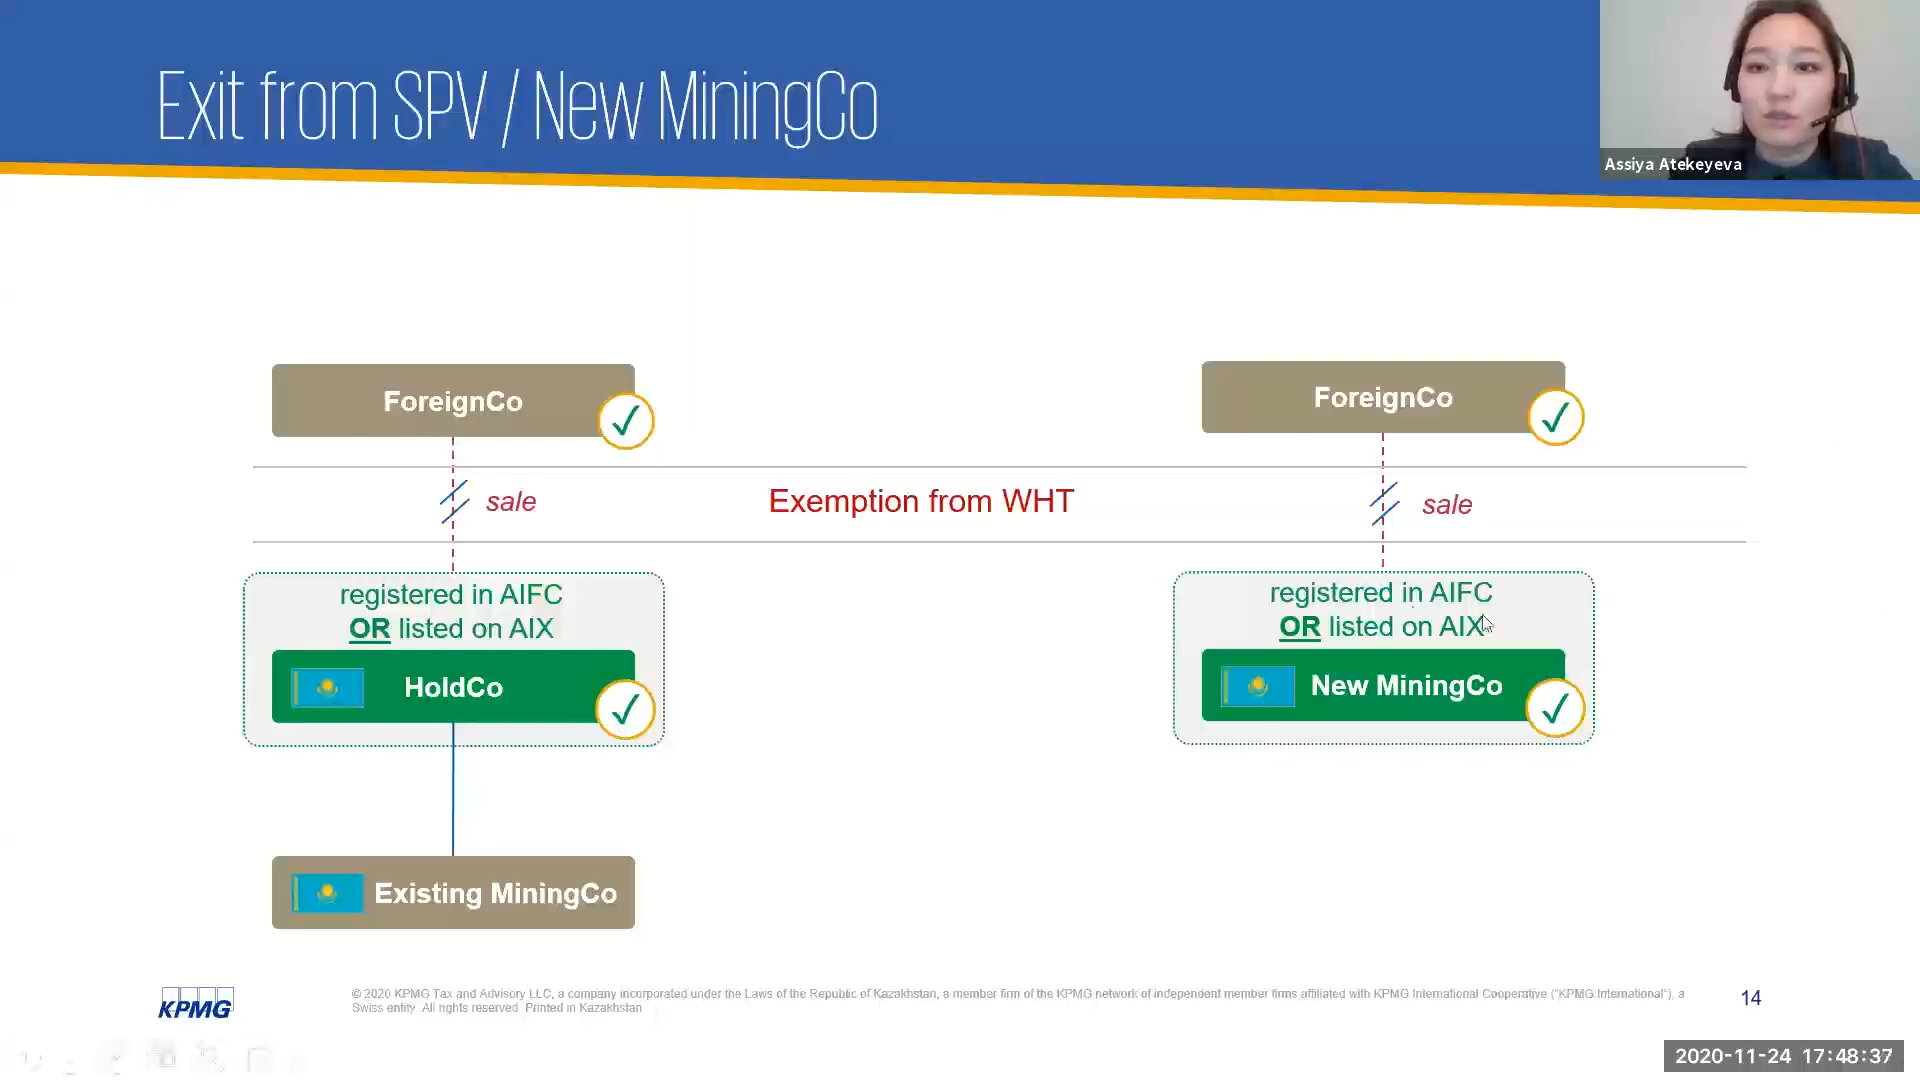 Exit from SPV / New MiningCo
Assiya Atekeyeva
ForeignCo
ForeignCo
sale
Exemption from WHT
sale
registered in AIFC
OR listed on AIX
HoldCo
registered in AIFC
OR listed on AIX
New MiningCo
Existing MiningCo
KPMG
© 2020 KPMG Tax and Advisory LLC, a company incorporated under the Laws of the Republic of Kazakhstan, a member firm of the KPMG network of independent member firms affiliated with KPMG International Cooperative ("KPMG International"), a
Swiss entity. All rights reserved. Printed in Kazakhstan
14
2020-11-24 17:48:37